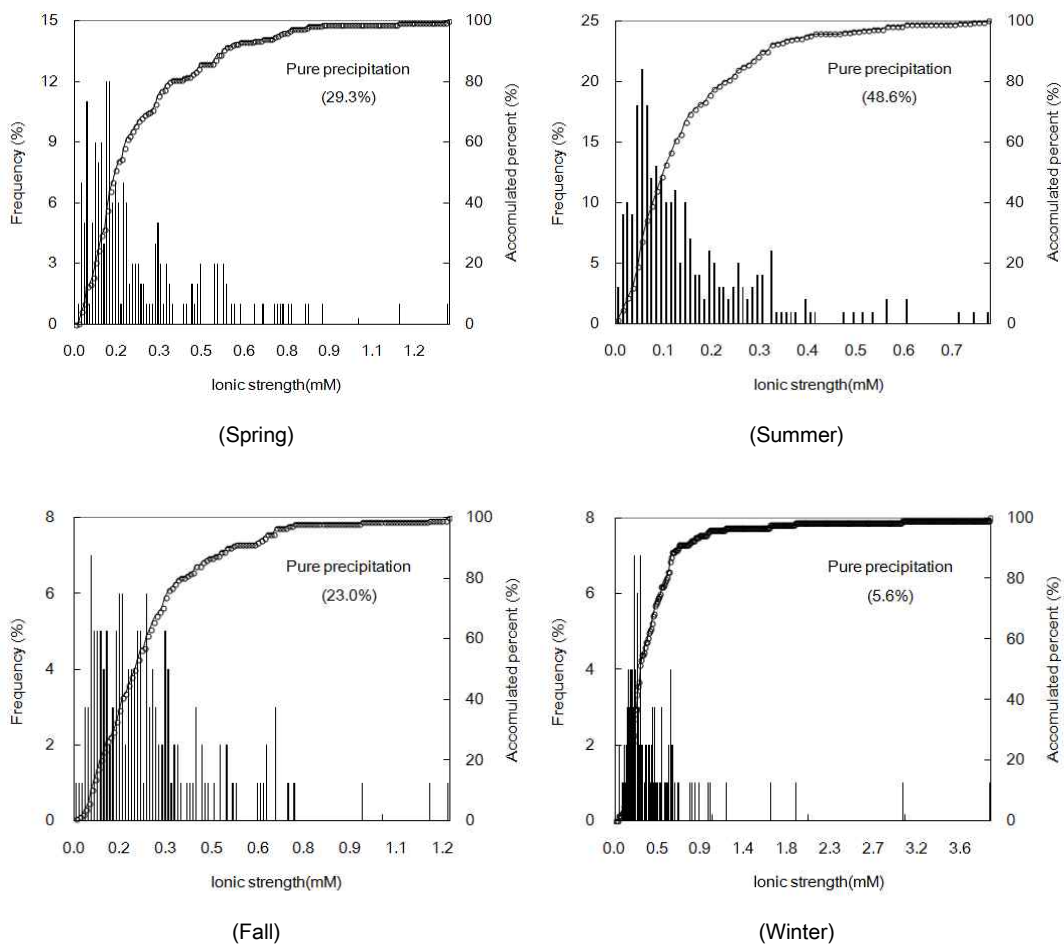 15
12
9
6
3
0
Frequency (%)
100
80
60
40
20
0
Accumulated percent (%)
Pure precipitation
(29.3%)
0.0 0.2 0.3 0.5 0.6 0.8 0.9 1.1 1.2
Ionic strength(mM)
(Spring)
25
20
15
10
5
0
Frequency (%)
100
80
60
40
20
0
Accumulated percent (%)
Pure precipitation
(48.6%)
0.0 0.1 0.2 0.3 0.4 0.5 0.6 0.7
Ionic strength(mM)
(Summer)
8
6
4
2
0
Frequency (%)
100
80
60
40
20
0
Accumulated percent (%)
Pure precipitation
(23.0%)
0.0 0.2 0.3 0.4 0.6 0.8 0.9 1.1 1.2
Ionic strength(mM)
(Fall)
8
6
4
2
0
Frequency (%)
100
80
60
40
20
0
Accumulated percent (%)
Pure precipitation
(5.6%)
0.0 0.5 0.9 1.4 1.8 2.3 2.7 3.2 3.6
Ionic strength(mM)
(Winter)